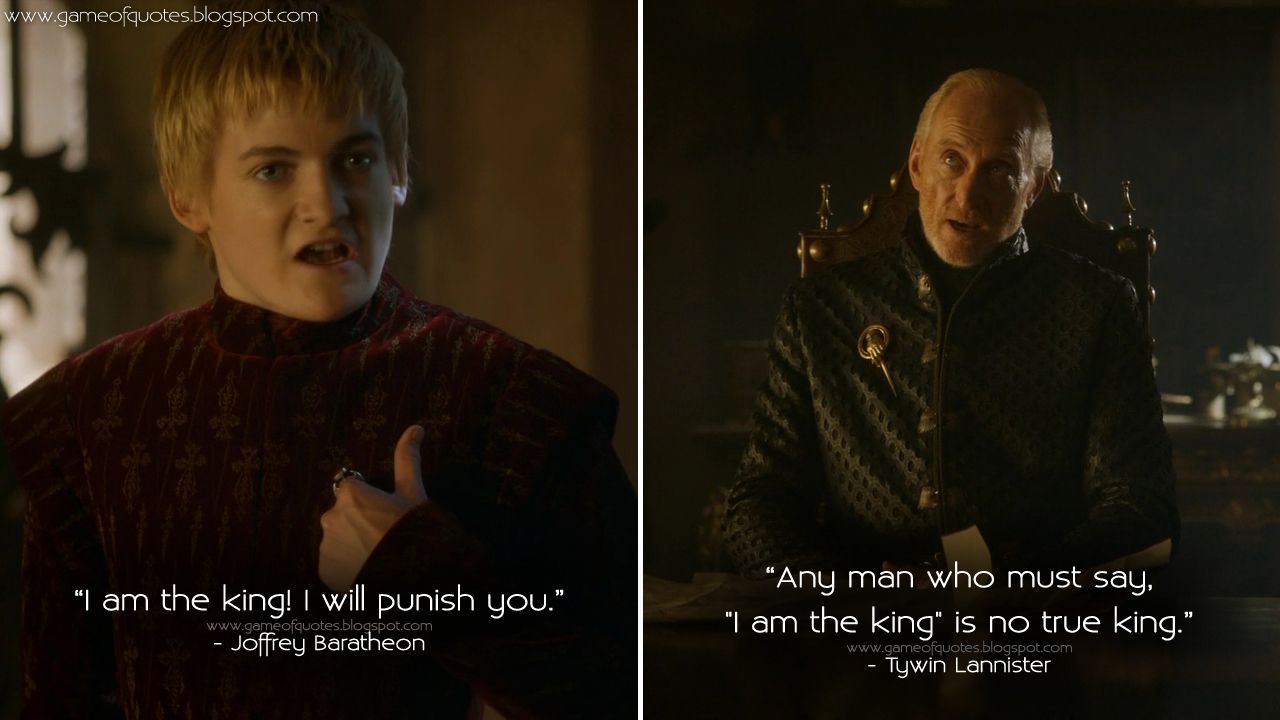 www.gameofquotes.blogspot.com
“I am the king! I will punish you.”
www.gameofquotes.blogspot.com
- Joffrey Baratheon
“Any man who must say,
"I am the king" is no true king.”
www.gameofquotes.blogspot.com
- Tywin Lannister